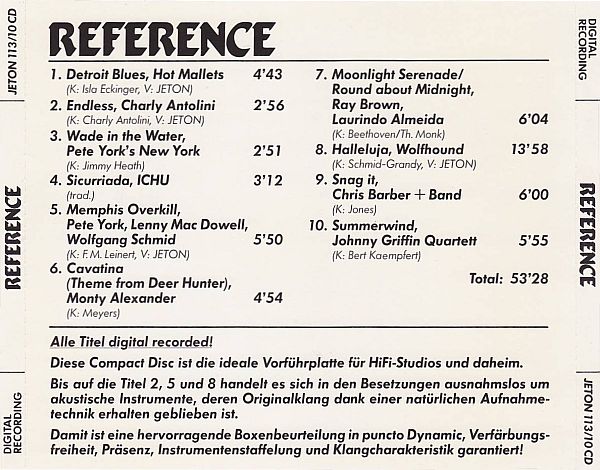 REFERENCE
1. Detroit Blues, Hot Mallets 4’43
(K: Isla Eckinger, V: JETON)
2. Endless, Charly Antolini 2’56
(K: Charly Antolini, V: JETON)
3. Wade in the Water,
Pete York's New York 2’51
(K: Jimmy Heath)
4. Sicurriada, ICHU 3’12
(trad.)
5. Memphis Overkill,
Pete York, Lenny Mac Dowell,
Wolfgang Schmid 5’50
(K: F. M. Leinert, V: JETON)
6. Cavatina
(Theme from Deer Hunter),
Monty Alexander 4’54
(K: Meyers)
7. Moonlight Serenade/
Round about Midnight,
Ray Brown,
Laurindo Almeida 6’04
(K: Beethoven/Th. Monk)
8. Halleluja, Wolfhound 13’58
(K: Schmid-Grandy, V: JETON)
9. Snag it,
Chris Barber + Band 6’00
(K: Jones)
10. Summerwind,
Johnny Griffin Quartett 5’55
(K: Bert Kaempfert)
Total: 53’28
Alle Titel digital recorded!
Diese Compact Disc ist die ideale Vorführplatte für HiFi-Studios und daheim.
Bis auf die Titel 2, 5 und 8 handelt es sich in den Besetzungen ausnahmslos um
akustische Instrumente, deren Originalklang dank einer natürlichen Aufnahme-
technik erhalten geblieben ist.
Damit ist eine hervorragende Boxenbeurteilung in puncto Dynamic, Verfärbungs-
freiheit, Präsenz, Instrumentenstaffelung und Klangcharakteristik garantiert!
JETON 113/10 CD
REFERENCE
DIGITAL
RECORDING
DIGITAL
RECORDING
REFERENCE
JETON 113/10 CD